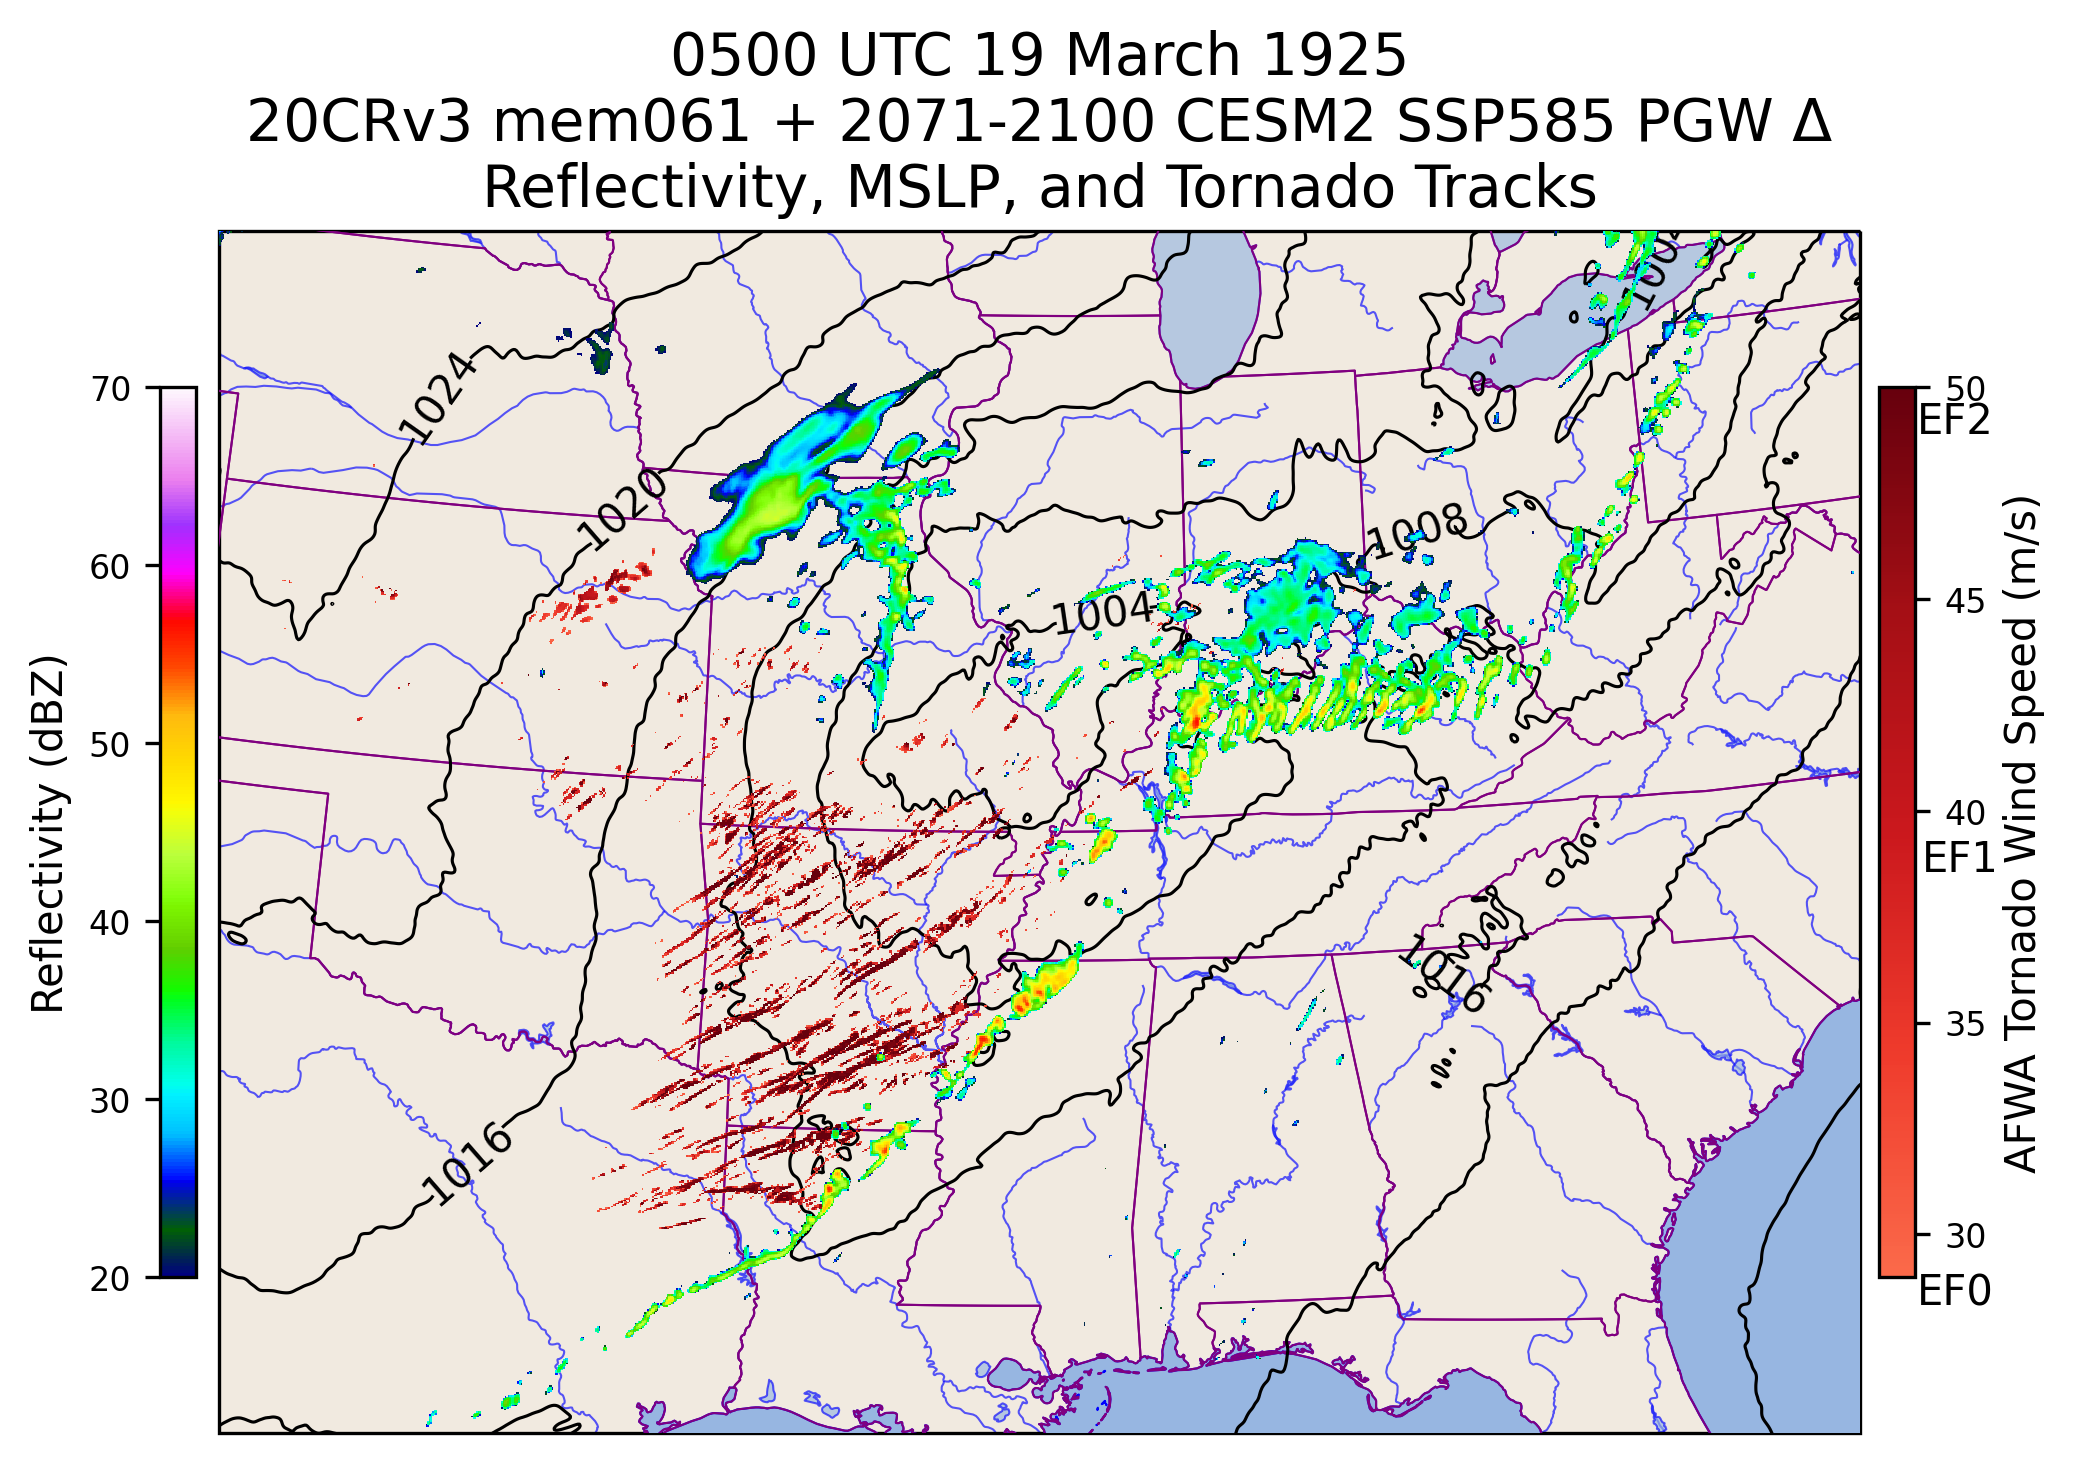 0500 UTC 19 March 1925
20CRv3 mem061 + 2071-2100 CESM2 SSP585 PGW Δ
Reflectivity, MSLP, and Tornado Tracks
70
60
50
40
30
20
Reflectivity (dBZ)
1024
1020
1016
1004
1008
1016
50
EF2
45
40
EF1
35
30
EF0
AFWA Tornado Wind Speed (m/s)